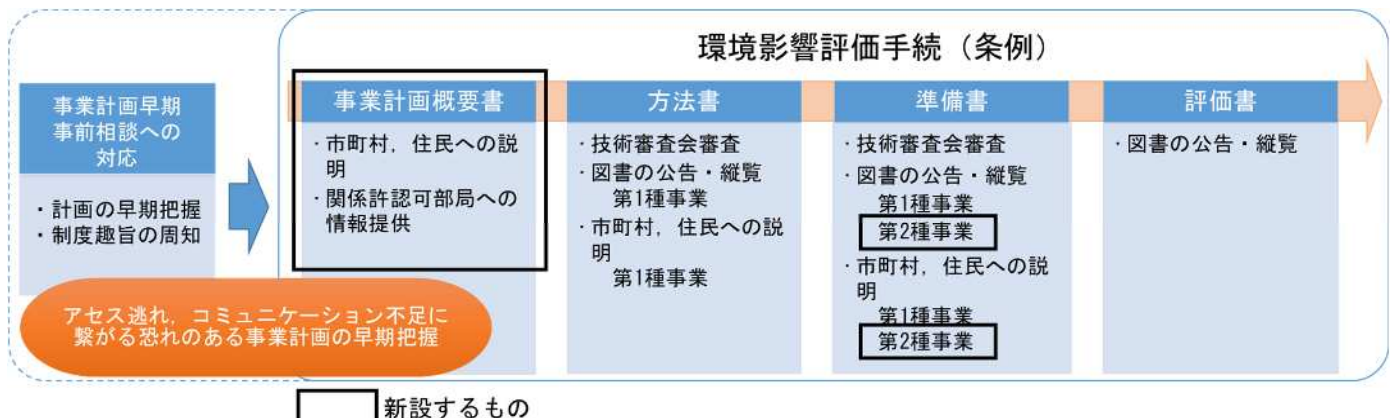 環境影響評価手続（条例）
事業計画早期
事前相談への
対応
・計画の早期把握
・制度趣旨の周知
事業計画概要書
・市町村，住民への説
明
・関係許認可部局への
情報提供
方法書
・技術審査会審査
・図書の公告・縦覧
第1種事業
・市町村，住民への説
明
第1種事業
準備書
・技術審査会審査
・図書の公告・縦覧
第1種事業
第2種事業
・市町村，住民への説
明
第1種事業
第2種事業
評価書
・図書の公告・縦覧
アセス逃れ，コミュニケーション不足に
繋がる恐れのある事業計画の早期把握
新設するもの